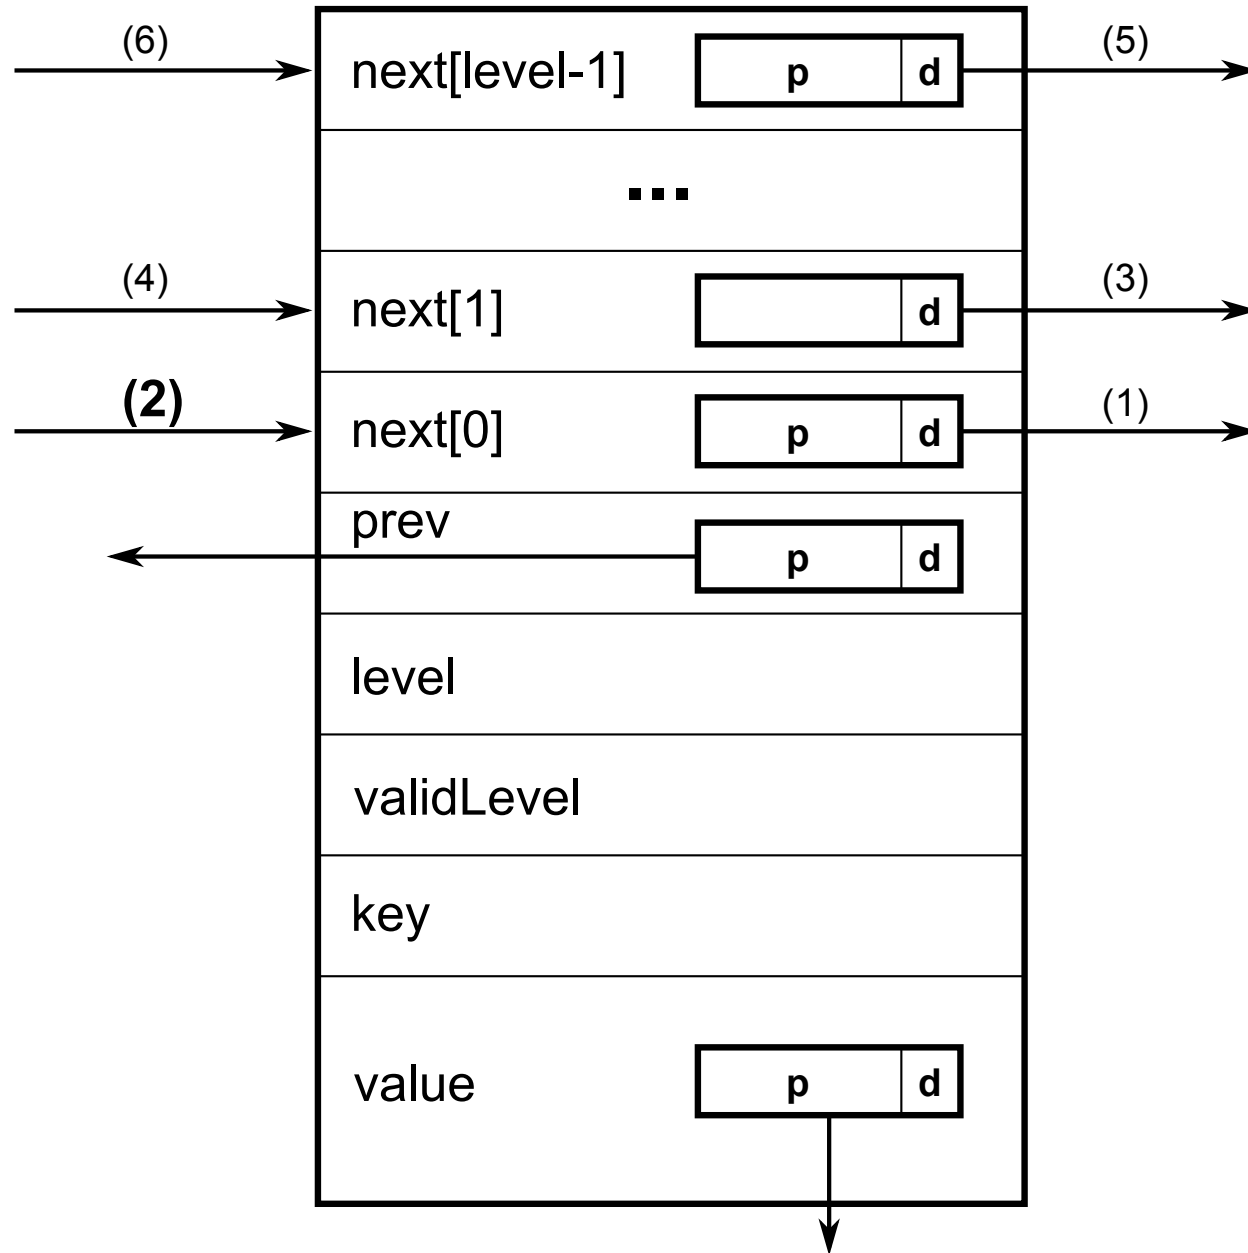 (6) next[level-1] p d (5)
...
(4) next[1] d (3)
(2) next[0] p d (1)
prev p d
level
validLevel
key
value p d